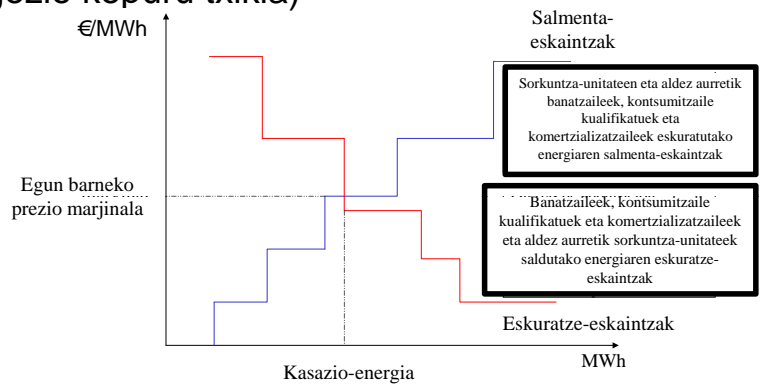 kopuru txikia)
€/MWh
Salmenta-
eskaintzak
Sorkuntza-unitateen eta aldez aurretik
banatzaileek, kontsumitzaile
kualifikatuek eta
komertzializatzaileek eskuratutako
energiaren salmenta-eskaintzak
Egun barneko
prezio marjinala
Banatzaileek, kontsumitzaile
kualifikatuek eta komertzializatzaileek
eta aldez aurretik sorkuntza-unitateek
saldutako energiaren eskuratze-
eskaintzak
Eskuratze-eskaintzak
MWh
Kasazio-energia